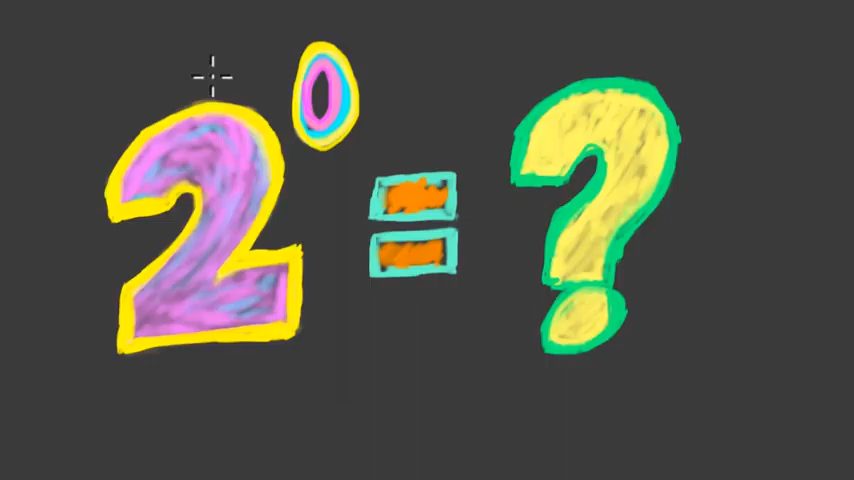 2⁰ = ?